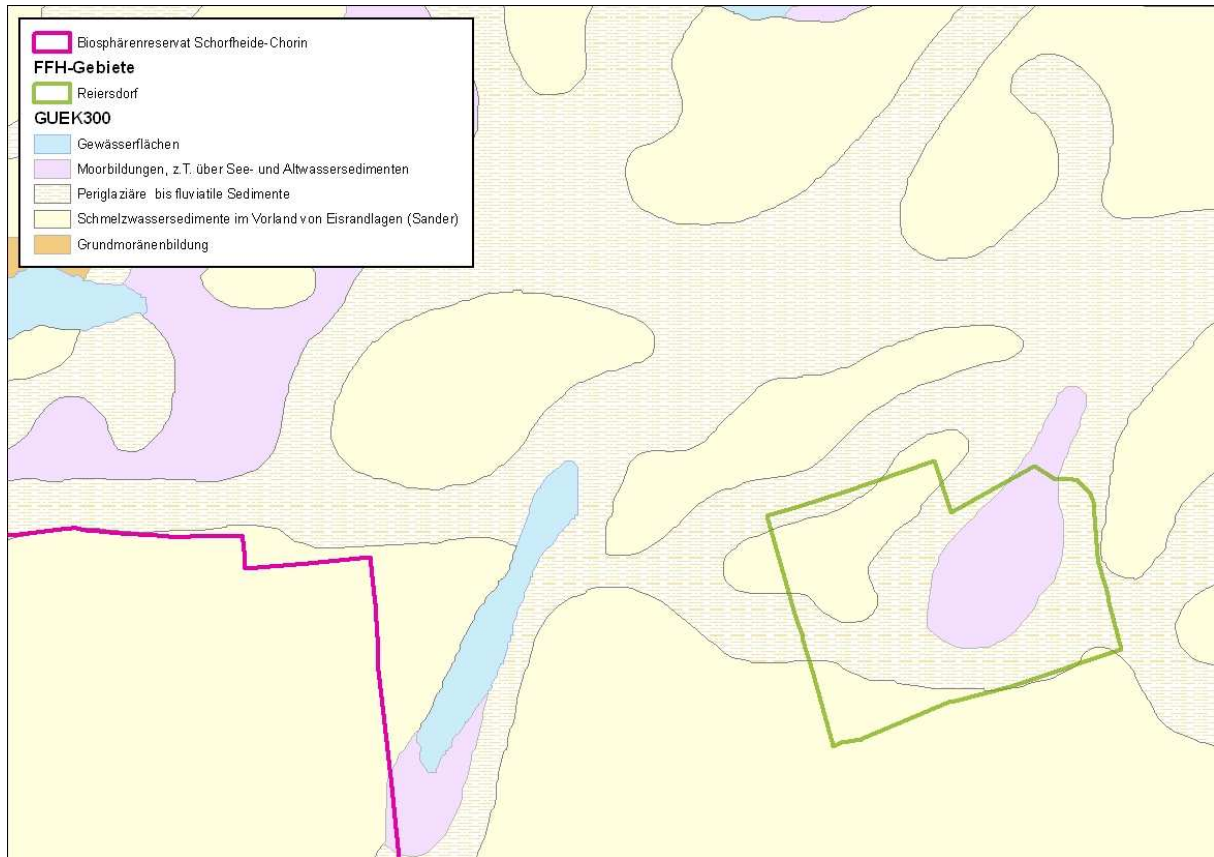 Biosphärenreservat Schorfheide-Chorin
FFH-Gebiete
Reiersdorf
GUEK300
Gewässerflächen
Moorbildungen, z.T. über See- und Altwassersedimenten
Periglaziäre bis fluviatile Sedimente
Schmelzwassersedimente im Vorland von Eisrandlagen (Sander)
Grundmoränenbildung